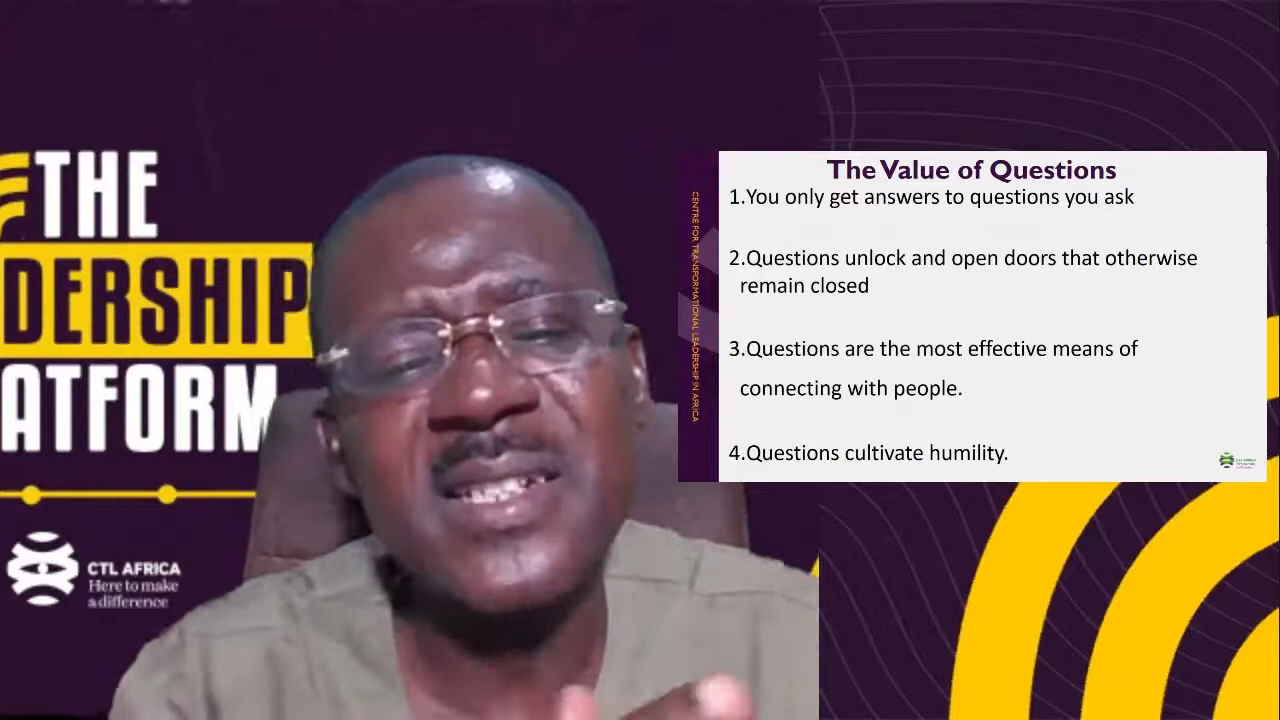 THE
DERSHIP
ATFORM
CTL AFRICA
Here to make
a difference
CENTRE FOR TRANSFORMATIONAL LEADERSHIP IN AFRICA
The Value of Questions
1.You only get answers to questions you ask
2.Questions unlock and open doors that otherwise
remain closed
3.Questions are the most effective means of
connecting with people.
4.Questions cultivate humility.
CTL AFRICA